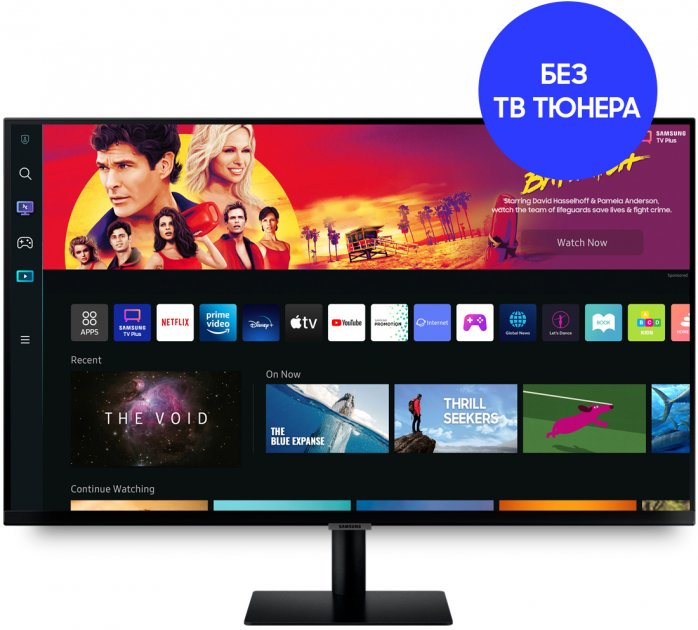 БЕЗ
ТВ ТЮНЕРА
SAMSUNG
TV Plus
Starring David Hasselhoff & Pamela Anderson,
watch the team of lifeguards save lives & fight crime.
Watch Now
Sponsored
APPS
SAMSUNG
TV Plus
NETFLIX
prime
video
Disney+
tv
YouTube
SAMSUNG
PROMOTION
Internet
Global News
Let's Dance
BOOK
A
B C D
KIDS
Recent
On Now
THE VOID
THE
BLUE EXPANSE
THRILL
SEEKERS
Continue Watching
SAMSUNG